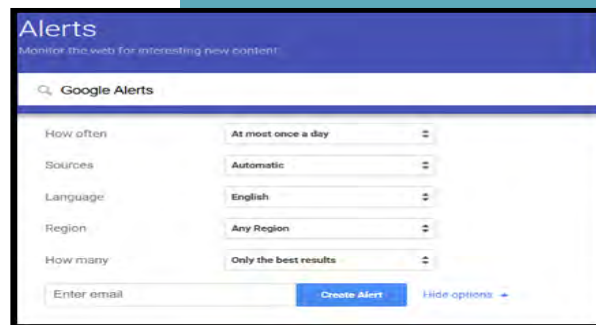 Alerts
Monitor the web for interesting new content
Google Alerts
How often At most once a day
Sources Automatic
Language English
Region Any Region
How many Only the best results
Enter email Create Alert Hide options